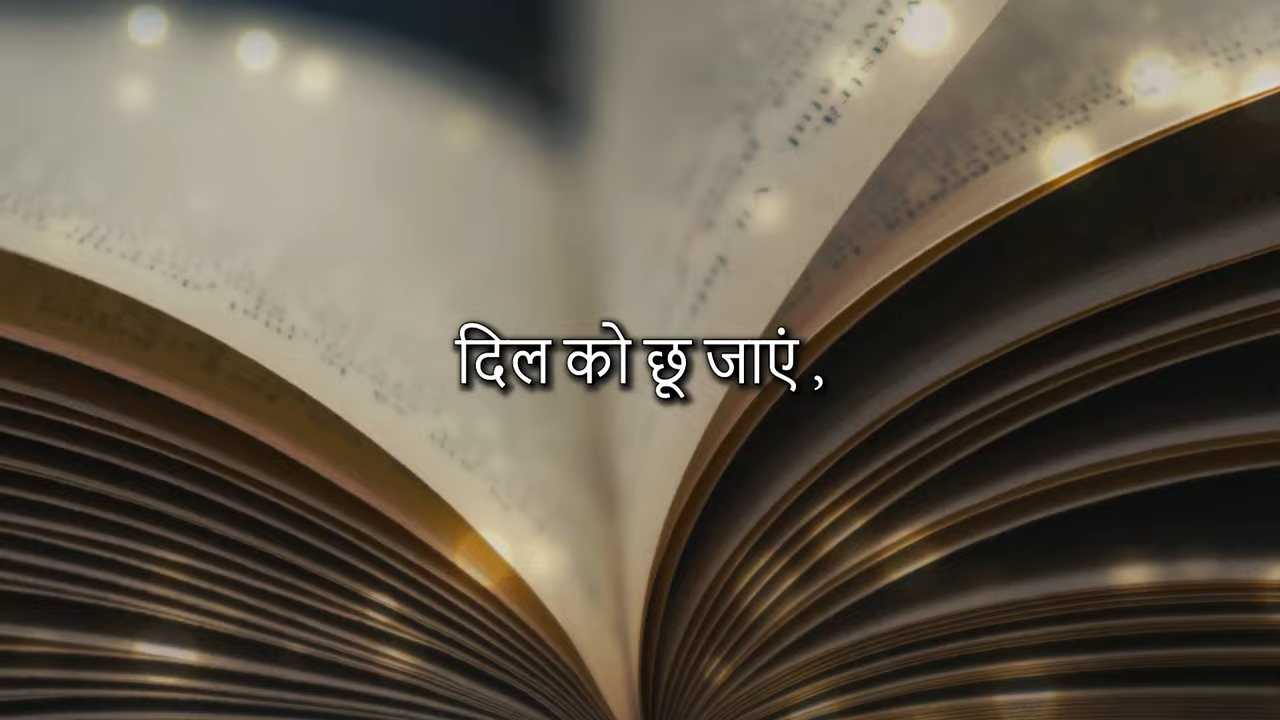 दिल को छू जाएं ,